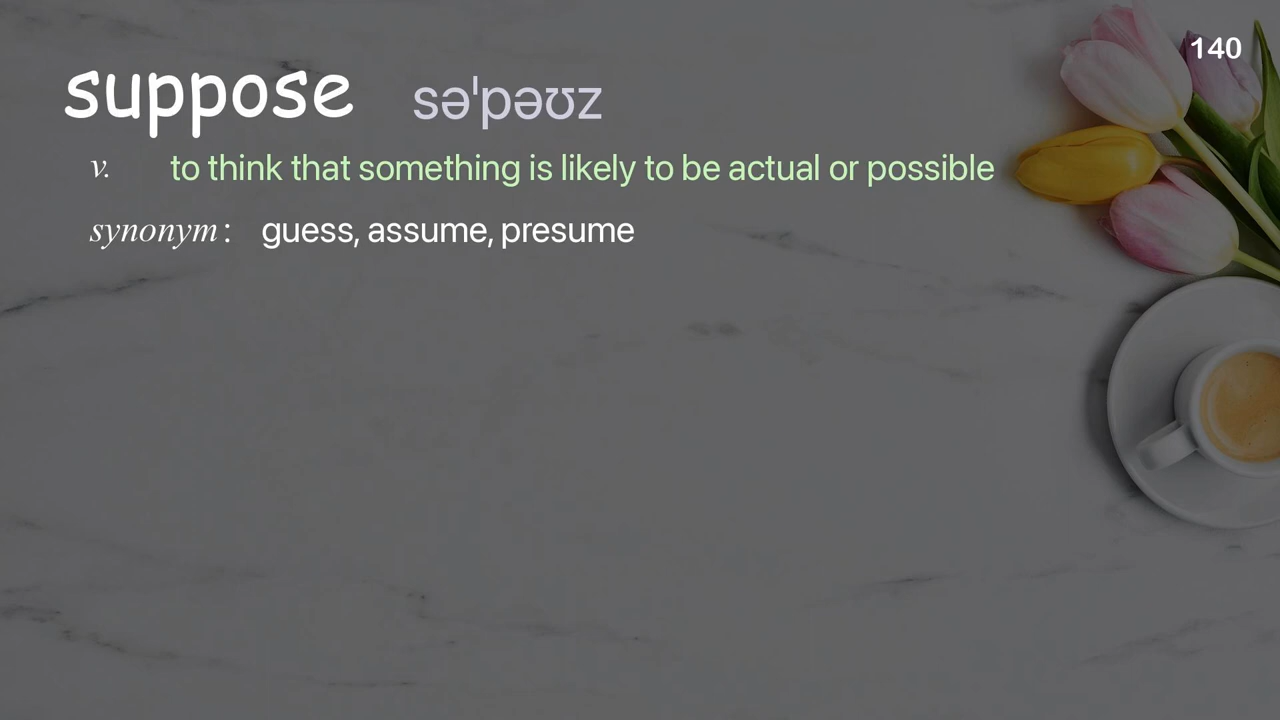 140
suppose səˈpəʊz
v. to think that something is likely to be actual or possible
synonym: guess, assume, presume